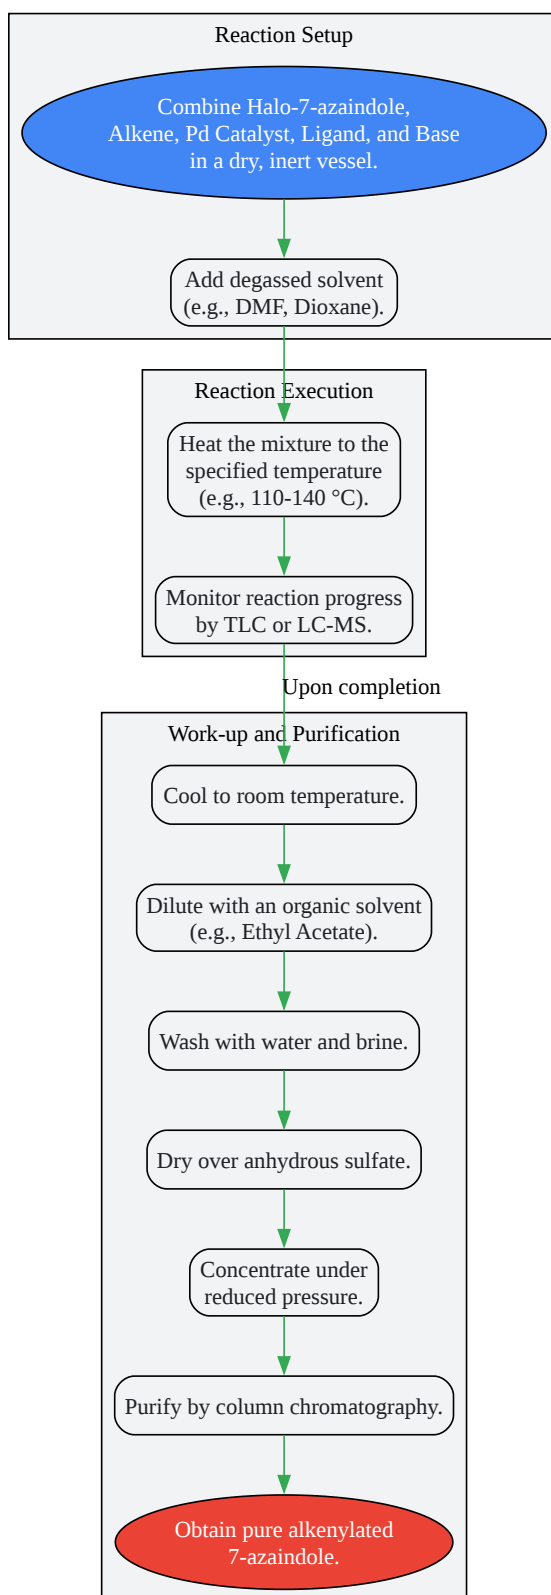 Reaction Setup
Combine Halo-7-azaindole,
Alkene, Pd Catalyst, Ligand, and Base
in a dry, inert vessel.
Add degassed solvent
(e.g., DMF, Dioxane).
Reaction Execution
Heat the mixture to the
specified temperature
(e.g., 110-140 °C).
Monitor reaction progress
by TLC or LC-MS.
Upon completion
Work-up and Purification
Cool to room temperature.
Dilute with an organic solvent
(e.g., Ethyl Acetate).
Wash with water and brine.
Dry over anhydrous sulfate.
Concentrate under
reduced pressure.
Purify by column chromatography.
Obtain pure alkenylated
7-azaindole.